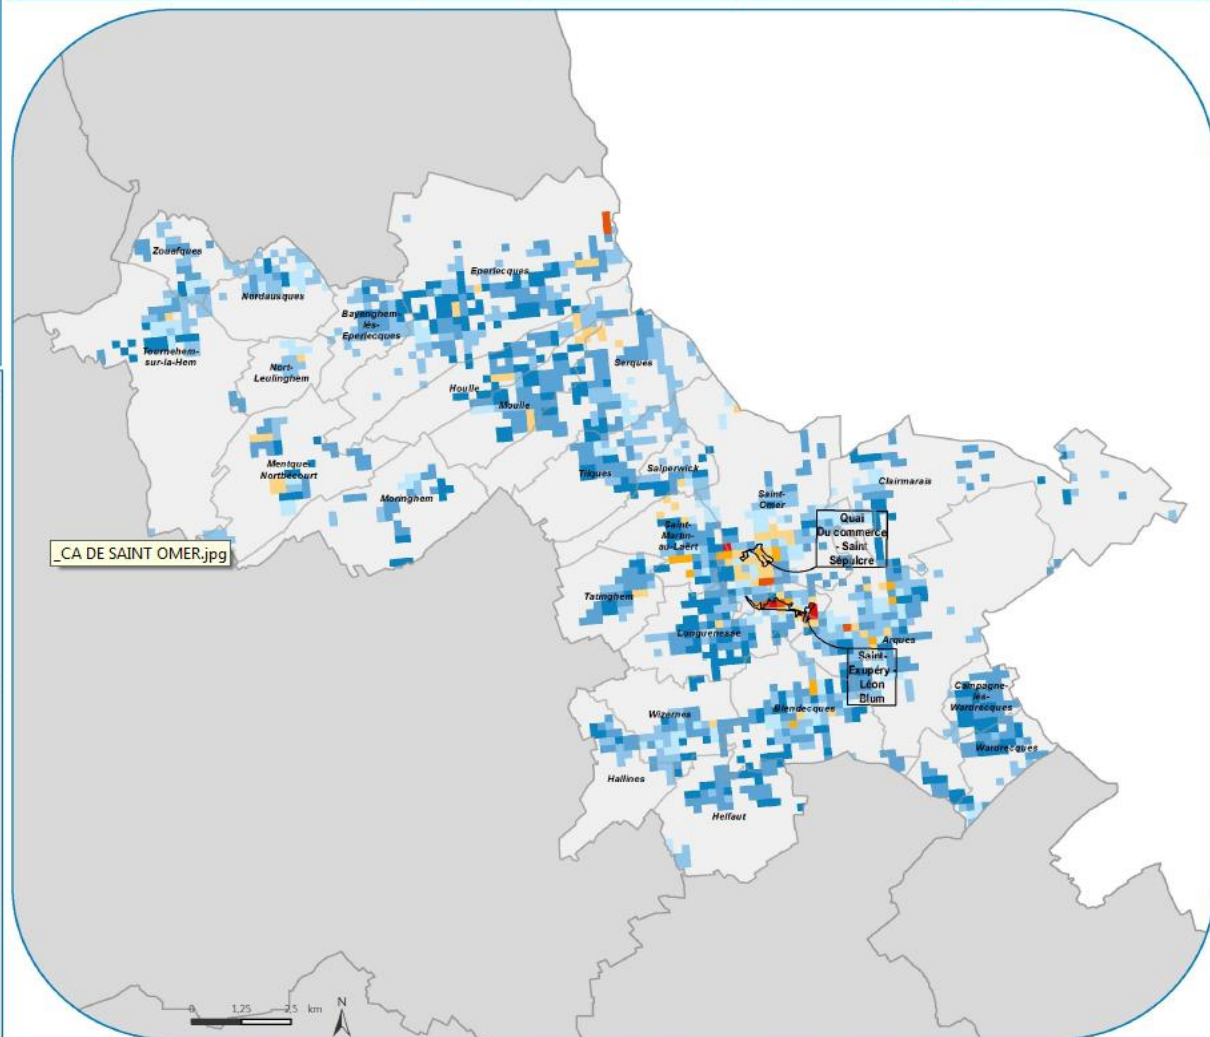 Zouafques
Nordausques
Eperlecques
Bayenghem-
lès-
Eperlecques
Tournehem-
sur-la-Hem
Nort-
Leulinghem
Serques
Houlle
Moulle
Mentque-
Nortbécourt
Moringhem
Tilques
Salperwick
Clairmarais
Saint-
Omer
Quai
Du commerce
- Saint
Sépulcre
Saint-
Martin-
au-Laërt
_CA DE SAINT OMER.jpg
Tatinghem
Longuenesse
Arques
Saint-
Exupéry -
Léon
Blum
Campagne-
lès-
Wardrecques
Blendecques
Wizernes
Wardrecques
Hallines
Helfaut
0 1,25 2,5 km
N